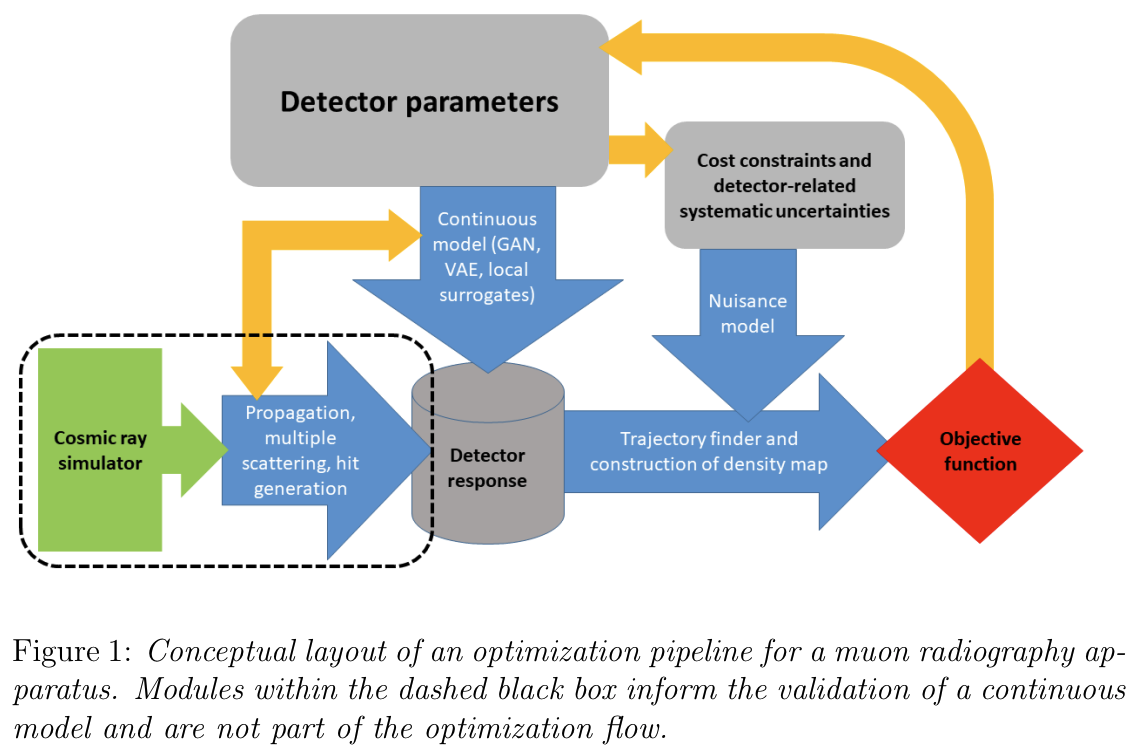 Detector parameters
Cost constraints and
detector-related
systematic uncertainties
Continuous
model (GAN,
VAE, local
surrogates)
Nuisance
model
Cosmic ray
simulator
Propagation,
multiple
scattering, hit
generation
Detector
response
Trajectory finder and
construction of density map
Objective
function
Figure 1: Conceptual layout of an optimization pipeline for a muon radiography ap-
paratus. Modules within the dashed black box inform the validation of a continuous
model and are not part of the optimization flow.